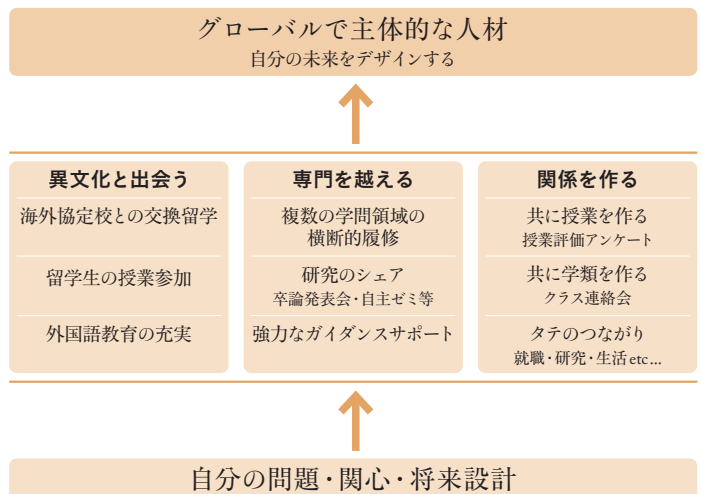 グローバルで主体的な人材
自分の未来をデザインする
異文化と出会う
海外協定校との交換留学
留学生の授業参加
外国語教育の充実
専門を越える
複数の学問領域の
横断的履修
研究のシェア
卒論発表会・自主ゼミ等
強力なガイダンスサポート
関係を作る
共に授業を作る
授業評価アンケート
共に学類を作る
クラス連絡会
タテのつながり
就職・研究・生活 etc...
自分の問題・関心・将来設計